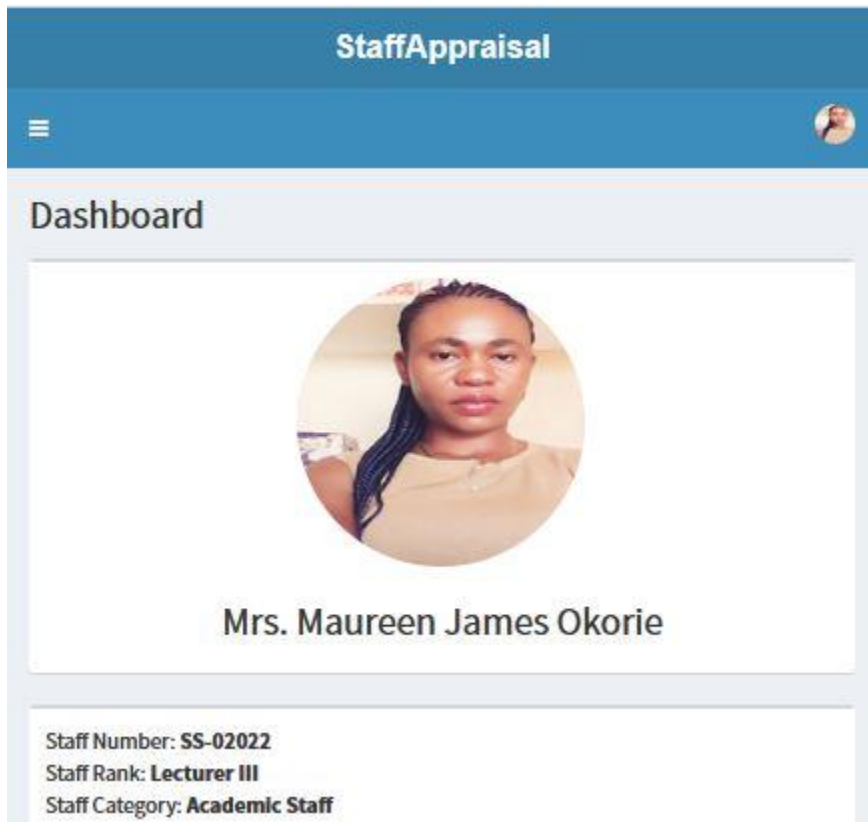 StaffAppraisal
Dashboard
Mrs. Maureen James Okorie
Staff Number: SS-02022
Staff Rank: Lecturer III
Staff Category: Academic Staff